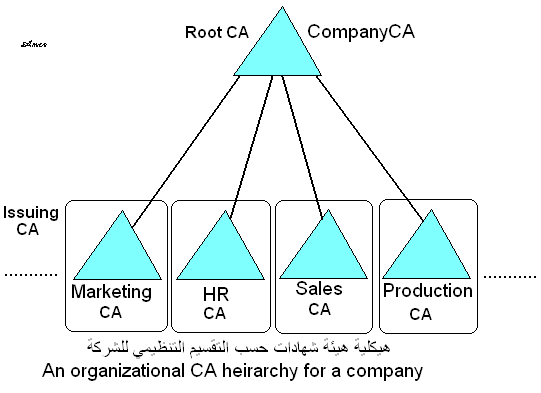 Root CA CompanyCA
Issuing
CA
Marketing
CA
HR
CA
Sales
CA
Production
CA
هيكلية هيئة شهادات حسب التقسيم التنظيمي للشركة
An organizational CA heirarchy for a company